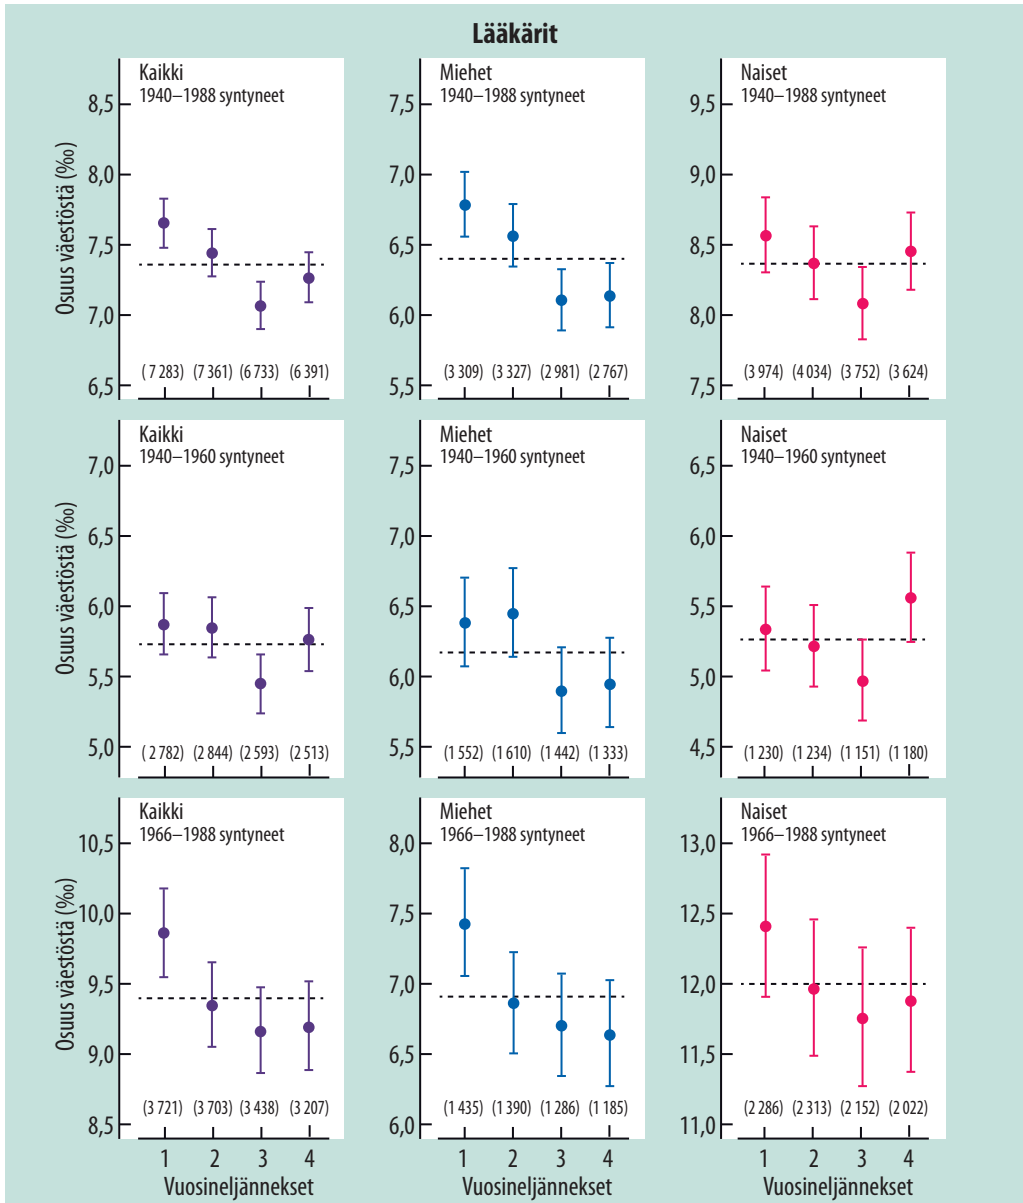 Lääkärit
Kaikki
1940–1988 syntyneet
Osuus väestöstä (‰)
8,5
8,0
7,5
7,0
6,5
( 7 283) (7 361) (6 733) (6 391)
Miehet
1940–1988 syntyneet
7,5
7,0
6,5
6,0
5,5
(3 309) (3 327) (2 981) (2 767)
Naiset
1940–1988 syntyneet
9,5
9,0
8,5
8,0
7,5
(3 974) (4 034) (3 752) (3 624)
Kaikki
1940–1960 syntyneet
Osuus väestöstä (‰)
7,0
6,5
6,0
5,5
5,0
( 2 782) (2 844) (2 593) (2 513)
Miehet
1940–1960 syntyneet
7,5
7,0
6,5
6,0
5,5
(1 552) (1 610) (1 442) (1 333)
Naiset
1940–1960 syntyneet
6,5
6,0
5,5
5,0
4,5
(1 230) (1 234) (1 151) (1 180)
Kaikki
1966–1988 syntyneet
Osuus väestöstä (‰)
10,5
10,0
9,5
9,0
8,5
(3 721) (3 703) (3 438) (3 207)
1 2 3 4
Vuosineljännekset
Miehet
1966–1988 syntyneet
8,0
7,5
7,0
6,5
6,0
(1 435) (1 390) (1 286) (1 185)
1 2 3 4
Vuosineljännekset
Naiset
1966–1988 syntyneet
13,0
12,5
12,0
11,5
11,0
(2 286) (2 313) (2 152) (2 022)
1 2 3 4
Vuosineljännekset